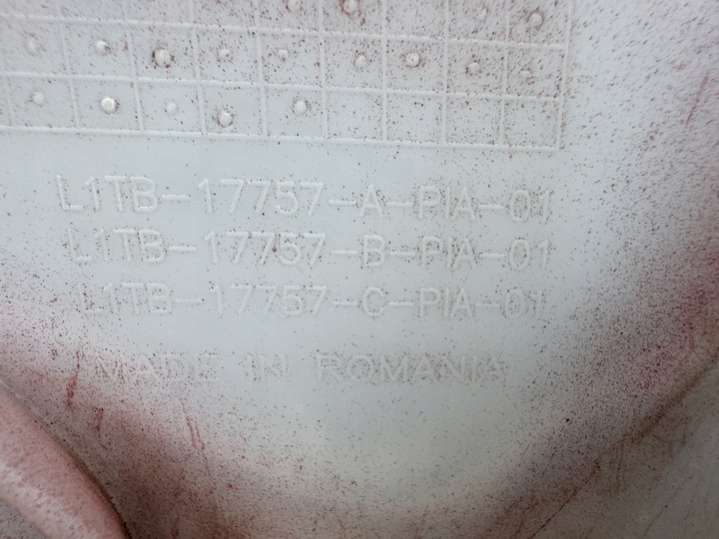 L1TB-17757-A-PIA-01
L1TB-17757-B-PIA-01
L1TB-17757-C-PIA-01
MADE IN ROMANIA